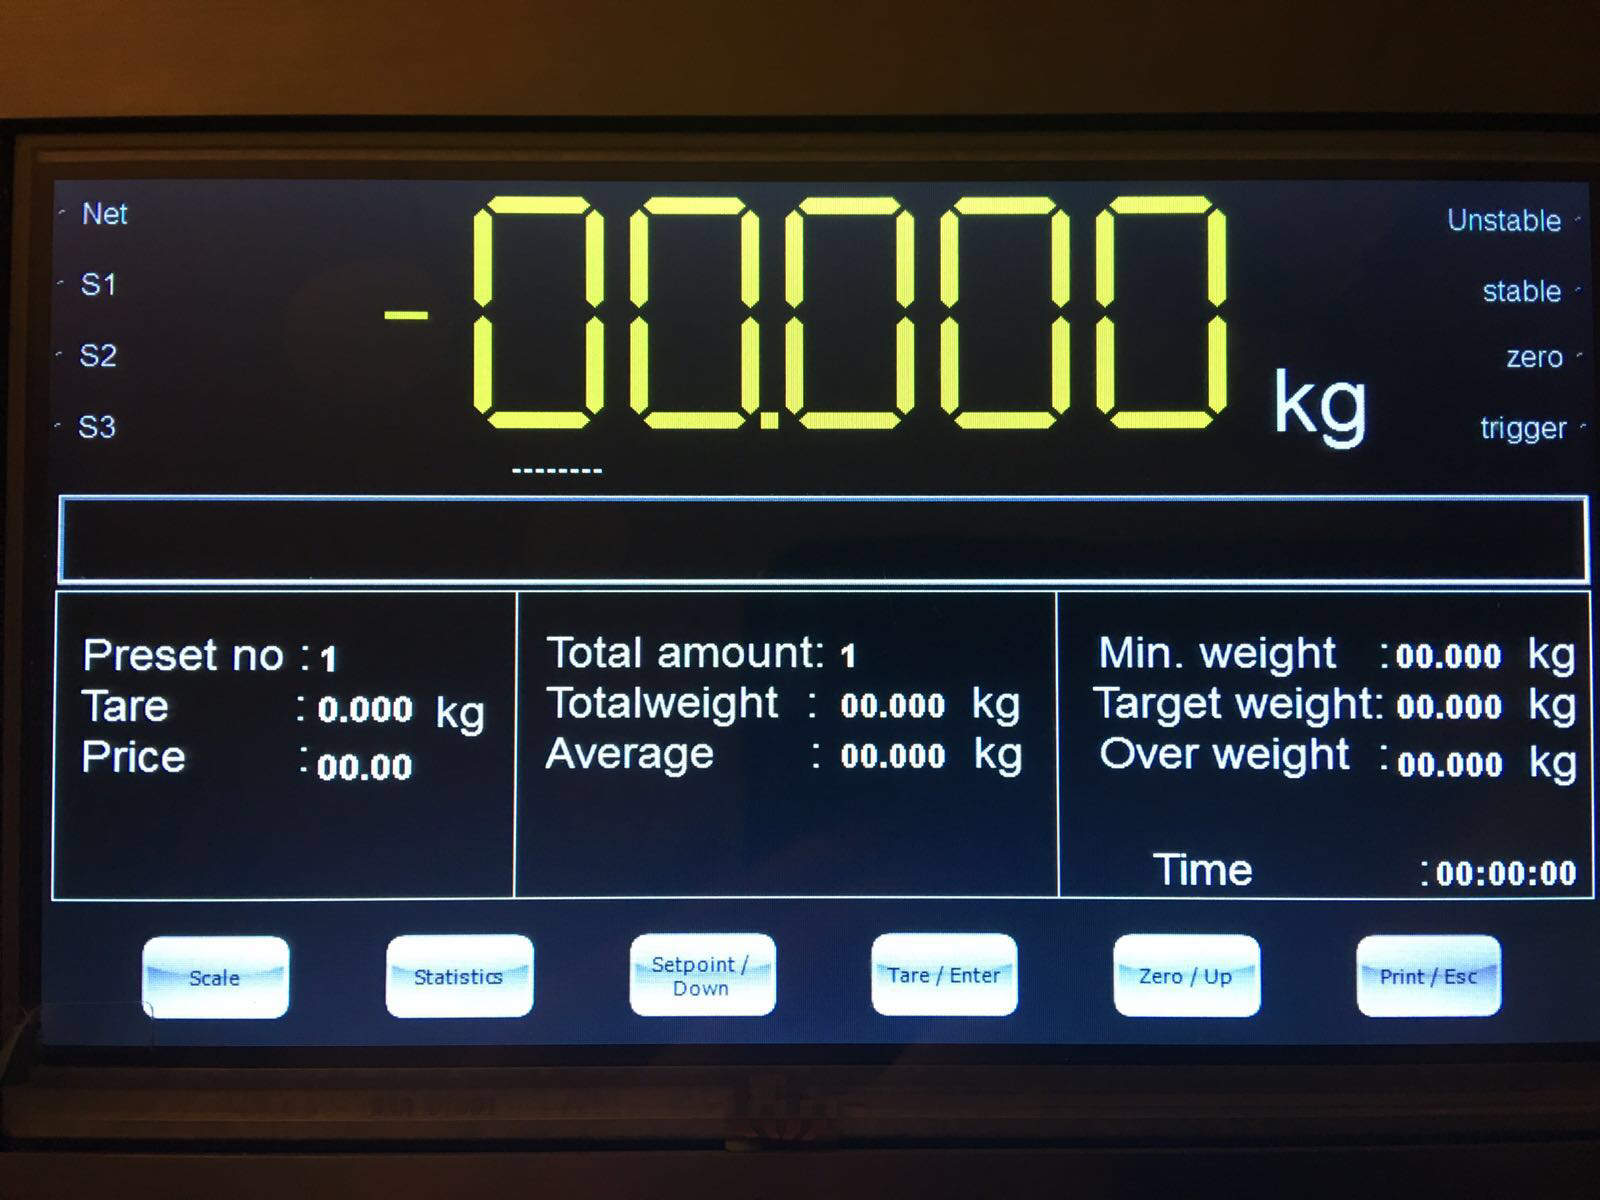 Net
S1
S2
S3
-00.000 kg
--------
Unstable
stable
zero
trigger
Preset no : 1
Tare : 0.000 kg
Price : 00.00
Total amount: 1
Totalweight : 00.000 kg
Average : 00.000 kg
Min. weight : 00.000 kg
Target weight: 00.000 kg
Over weight : 00.000 kg
Time : 00:00:00
Scale
Statistics
Setpoint /
Down
Tare / Enter
Zero / Up
Print / Esc